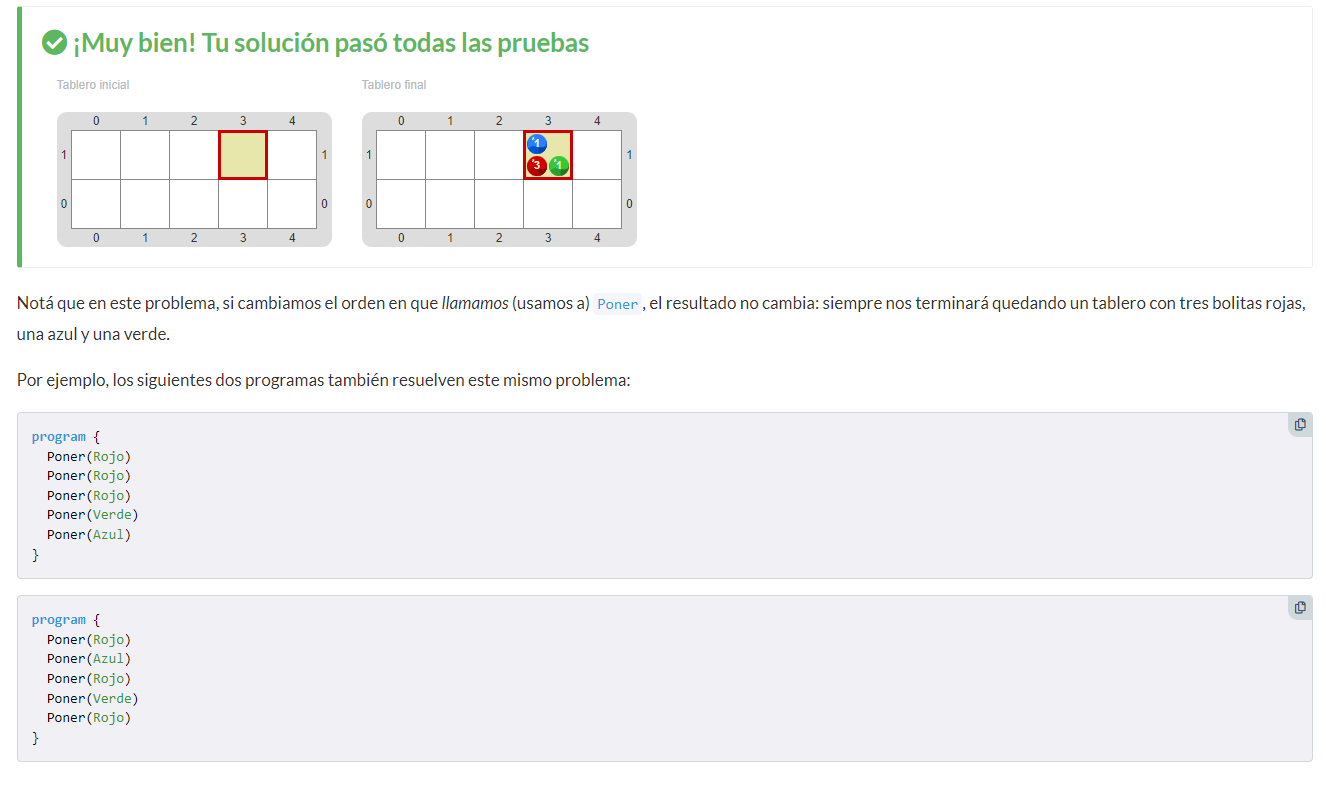 ¡Muy bien! Tu solución pasó todas las pruebas
Tablero inicial
Tablero final
0 1 2 3 4
1 1
0 0
0 1 2 3 4
0 1 2 3 4
1 1 1
3 1
0 0
0 1 2 3 4
Notá que en este problema, si cambiamos el orden en que llamamos (usamos a) Poner, el resultado no cambia: siempre nos terminará quedando un tablero con tres bolitas rojas,
una azul y una verde.
Por ejemplo, los siguientes dos programas también resuelven este mismo problema:
program {
  Poner(Rojo)
  Poner(Rojo)
  Poner(Rojo)
  Poner(Verde)
  Poner(Azul)
}
program {
  Poner(Rojo)
  Poner(Azul)
  Poner(Rojo)
  Poner(Verde)
  Poner(Rojo)
}